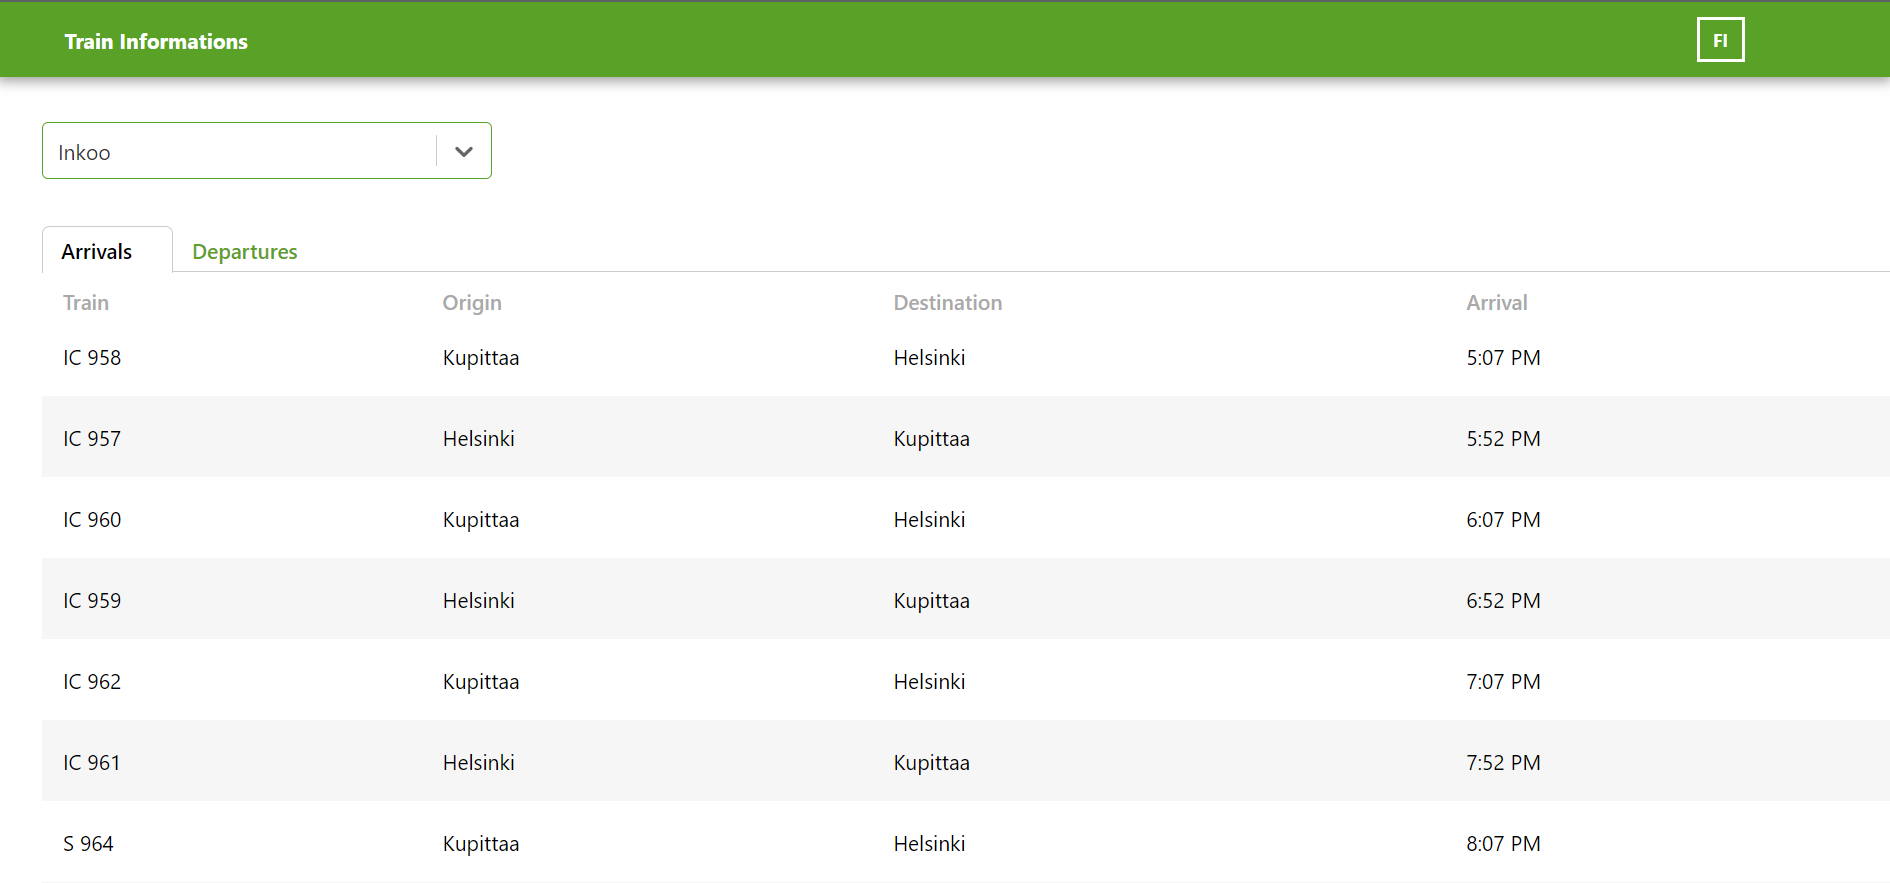 Train Informations FI
Inkoo
Arrivals Departures
Train Origin Destination Arrival
IC 958 Kupittaa Helsinki 5:07 PM
IC 957 Helsinki Kupittaa 5:52 PM
IC 960 Kupittaa Helsinki 6:07 PM
IC 959 Helsinki Kupittaa 6:52 PM
IC 962 Kupittaa Helsinki 7:07 PM
IC 961 Helsinki Kupittaa 7:52 PM
S 964 Kupittaa Helsinki 8:07 PM